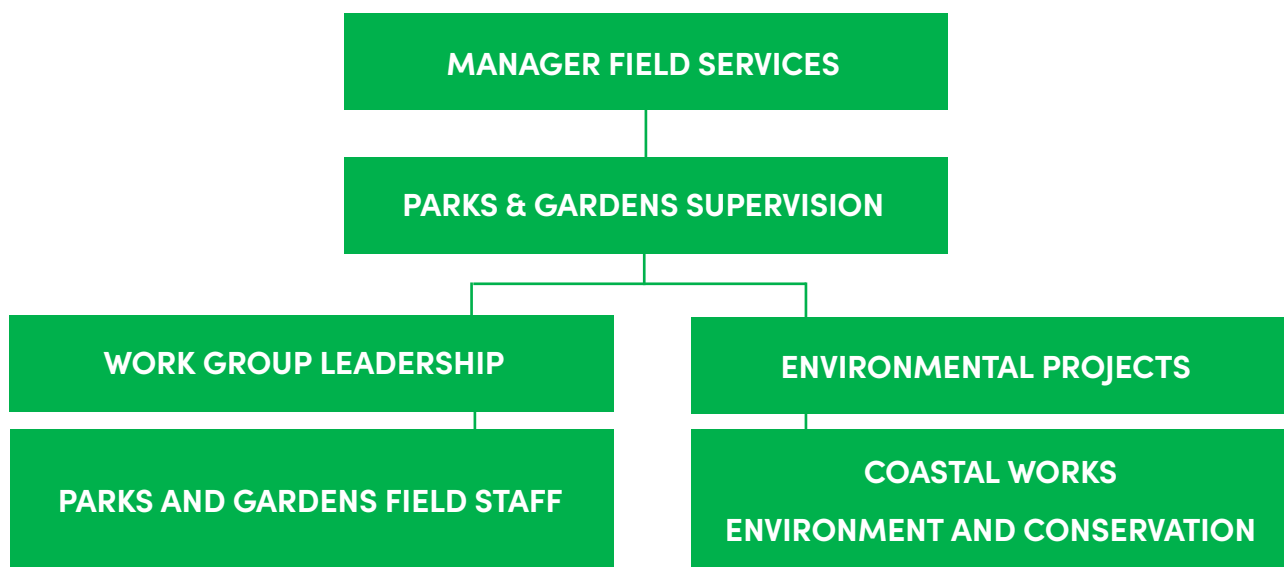 MANAGER FIELD SERVICES
PARKS & GARDENS SUPERVISION
WORK GROUP LEADERSHIP
ENVIRONMENTAL PROJECTS
PARKS AND GARDENS FIELD STAFF
COASTAL WORKS
ENVIRONMENT AND CONSERVATION